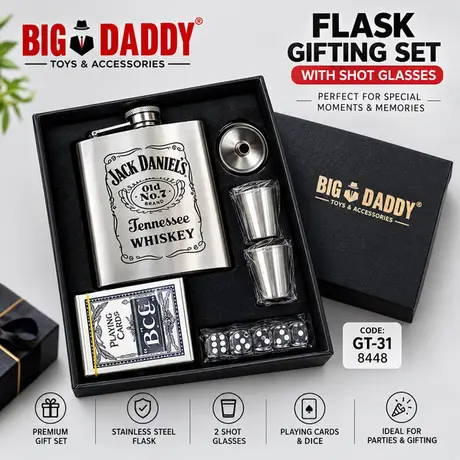 BIG DADDY®
TOYS & ACCESSORIES
FLASK
GIFTING SET
WITH SHOT GLASSES
PERFECT FOR SPECIAL
MOMENTS & MEMORIES
JACK DANIEL'S
Old
No.7
BRAND
Tennessee
WHISKEY
BIG DADDY®
TOYS & ACCESSORIES
PLAYING
CARDS
BCG
CODE:
GT-31
8448
PREMIUM
GIFT SET
STAINLESS STEEL
FLASK
2 SHOT
GLASSES
PLAYING CARDS
& DICE
IDEAL FOR
PARTIES & GIFTING